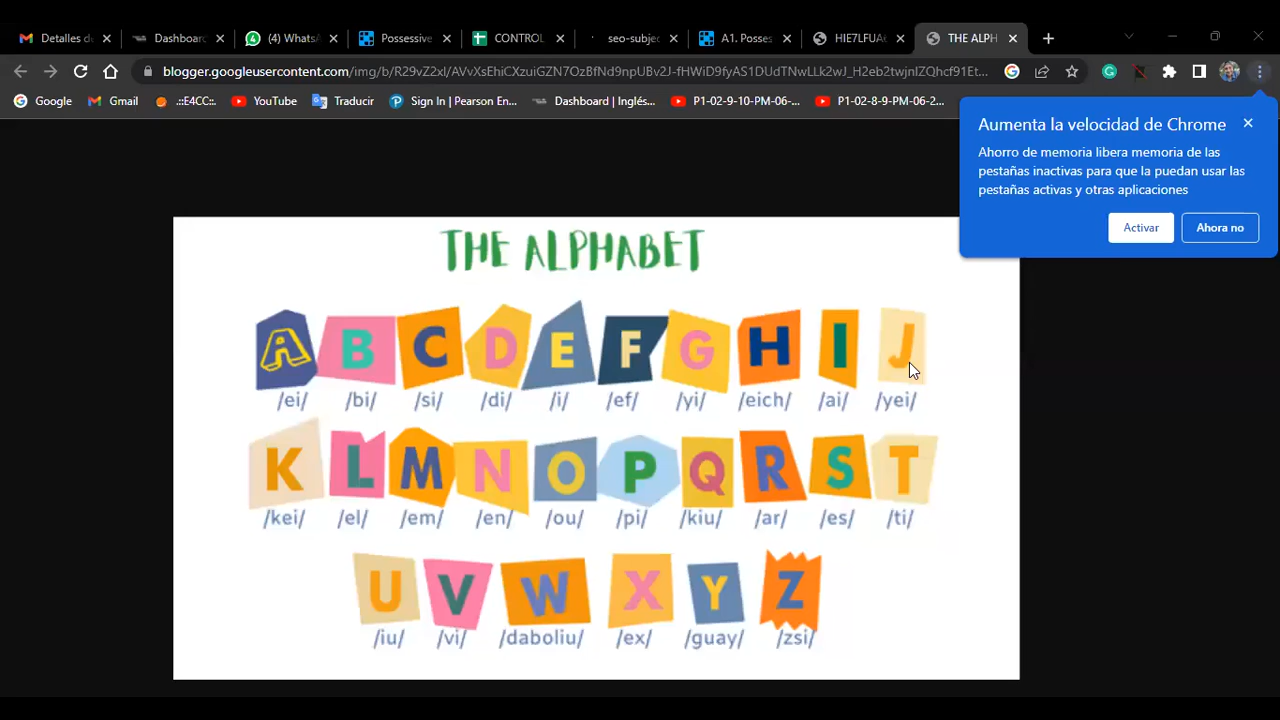 Detalles de
Dashboard
(4) WhatsA
Possessive
CONTROL
seo-subjec
A1. Posses
HIE7LFUA
THE ALPH
blogger.googleusercontent.com/img/b/R29vZ2xl/AVvXsEhiCXzuiGZN7OzBfNd9npUBv2J-fHWiD9fyAS1DUdTNwLLk2wJ_H2eb2twjnIZQhcf91Et...
Google
Gmail
.::E4CC:.
YouTube
Traducir
Sign In | Pearson En...
Dashboard | Inglés...
P1-02-9-10-PM-06-...
P1-02-8-9-PM-06-2...
Aumenta la velocidad de Chrome
Ahorro de memoria libera memoria de las
pestañas inactivas para que la puedan usar las
pestañas activas y otras aplicaciones
Activar Ahora no
THE ALPHABET
A B C D E F G H I J
/ei/ /bi/ /si/ /di/ /i/ /ef/ /yi/ /eich/ /ai/ /yei/
K L M N O P Q R S T
/kei/ /el/ /em/ /en/ /ou/ /pi/ /kiu/ /ar/ /es/ /ti/
U V W X Y Z
/iu/ /vi/ /daboliu/ /ex/ /guay/ /zsi/